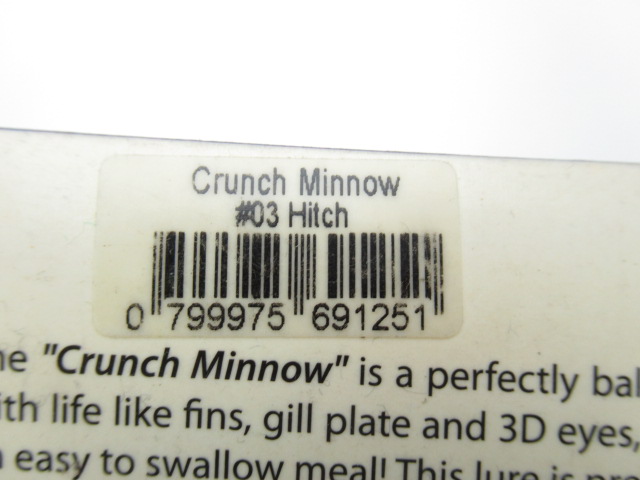 Crunch Minnow
#03 Hitch
0 799975 691251
"Crunch Minnow" is a perfectly
life like fins, gill plate and 3D eyes,
easy to swallow meal! This lure is